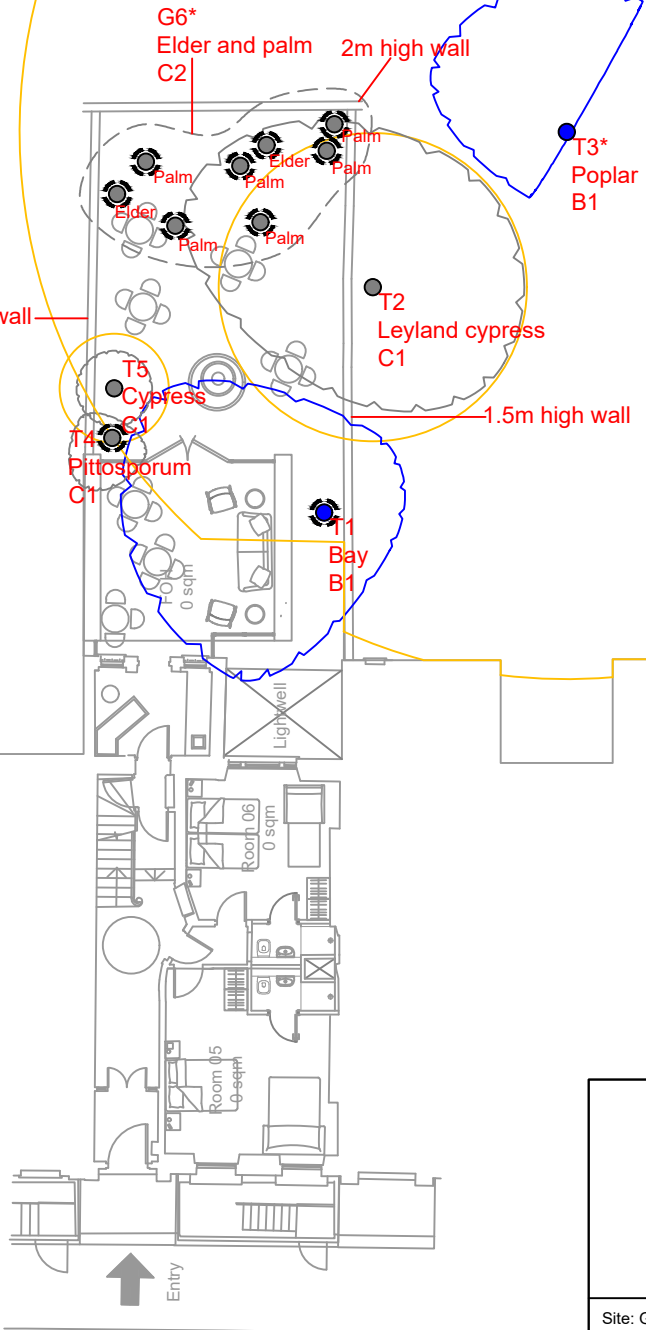 G6*
Elder and palm
C2
2m high wall
Palm
Elder
Palm
Palm
Palm
Elder
Palm
Palm
T3*
Poplar
B1
T2
Leyland cypress
C1
wall
T5
Cypress
C1
1.5m high wall
T4
Pittosporum
C1
T1
Bay
B1
0 sqm
Lightwell
Room 06
0 sqm
Room 05
0 sqm
Entry
Site: G